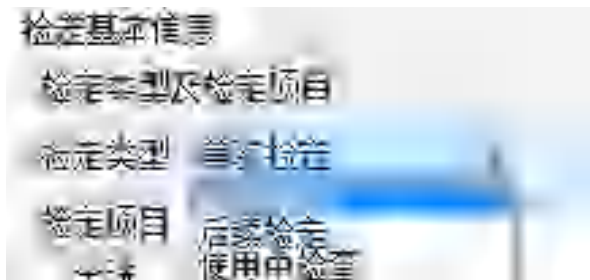 检定基本信息
检定类型及检定项目
检定类型 首次检定
检定项目 后续检定
使用中检查